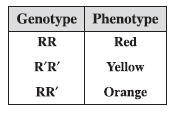 Genotype Phenotype
RR Red
R'R' Yellow
RR' Orange